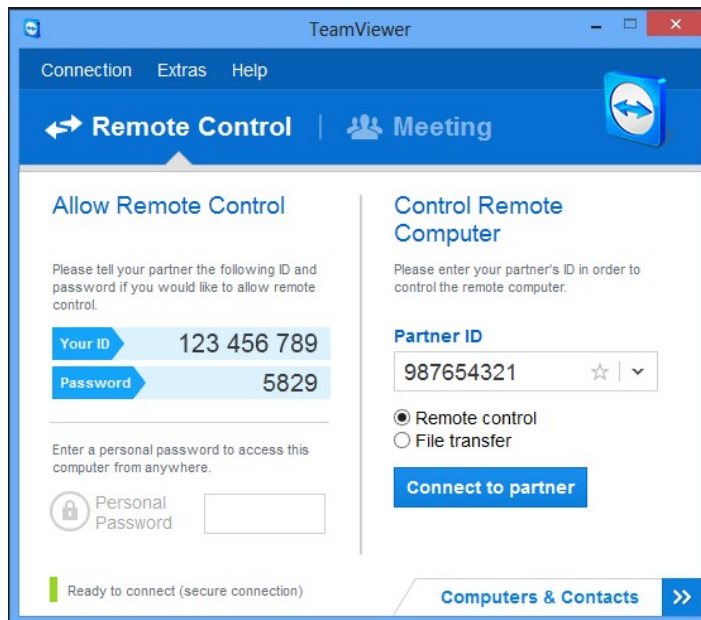 TeamViewer
Connection Extras Help
Remote Control | Meeting
Allow Remote Control
Please tell your partner the following ID and
password if you would like to allow remote
control.
Your ID 123 456 789
Password 5829
Enter a personal password to access this
computer from anywhere.
Personal
Password
Ready to connect (secure connection)
Control Remote
Computer
Please enter your partner's ID in order to
control the remote computer.
Partner ID
987654321
Remote control
File transfer
Connect to partner
Computers & Contacts